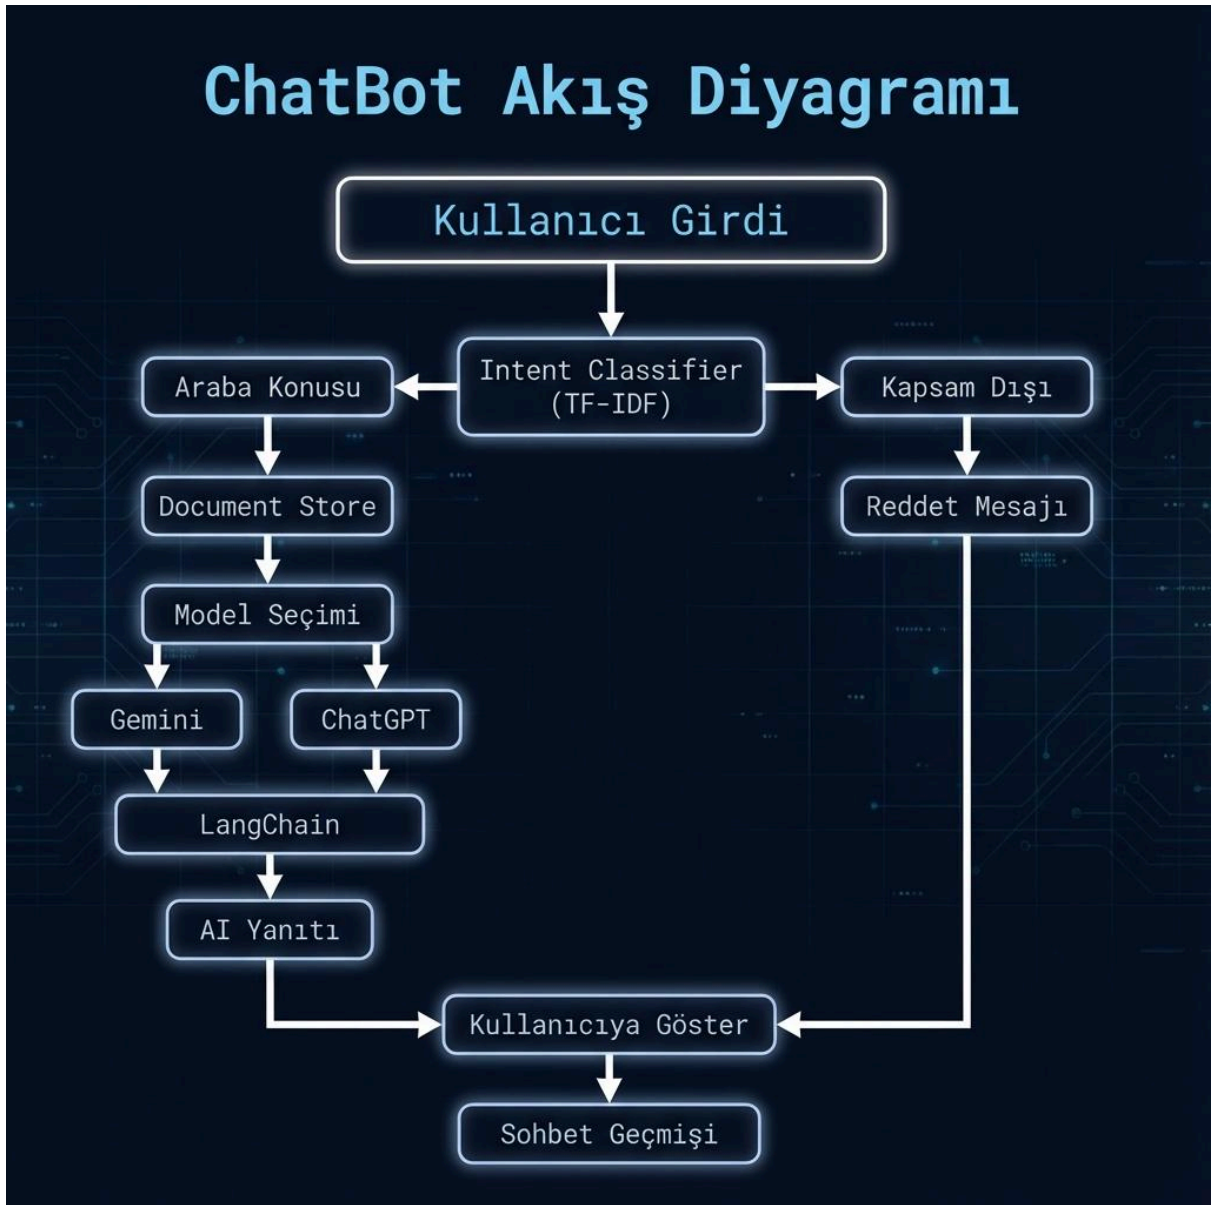 ChatBot Akış Diyagramı
Kullanıcı Girdi
Araba Konusu
Intent Classifier
(TF-IDF)
Kapsam Dışı
Document Store
Reddet Mesajı
Model Seçimi
Gemini
ChatGPT
LangChain
AI Yanıtı
Kullanıcıya Göster
Sohbet Geçmişi